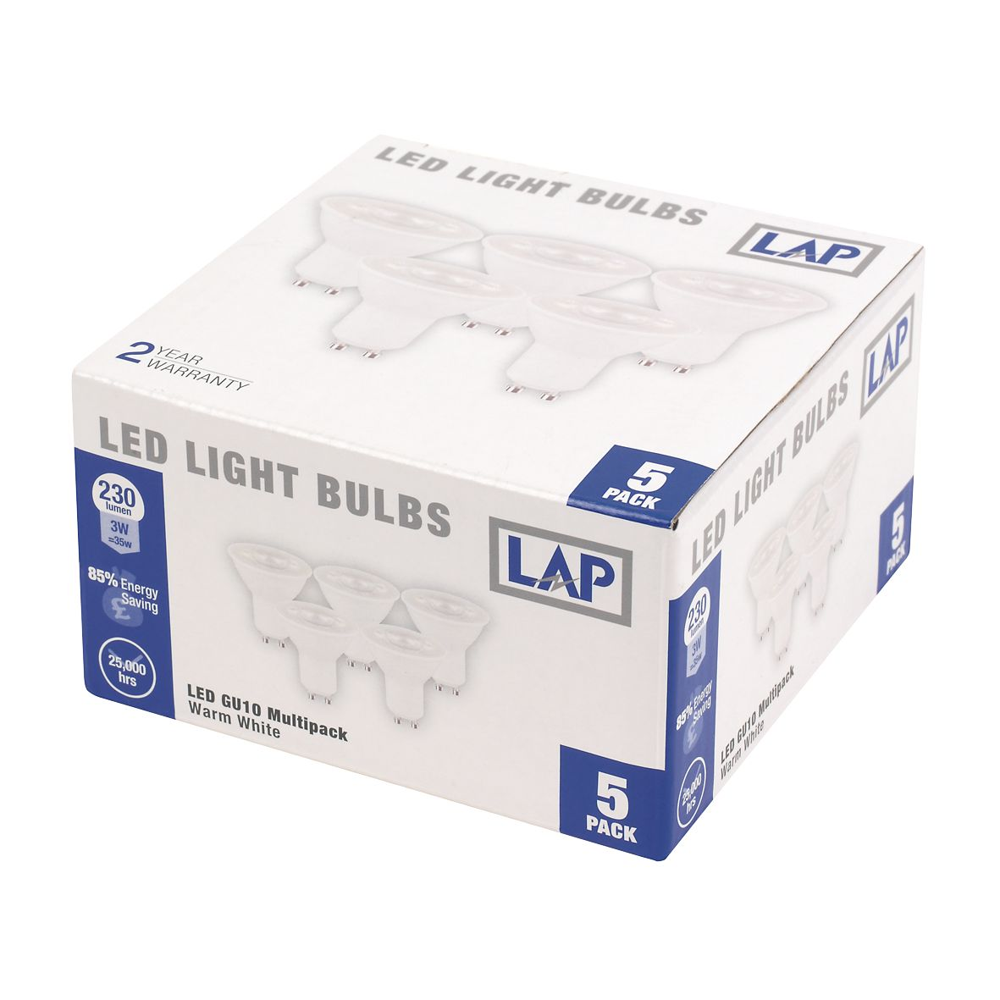 LED LIGHT BULBS
LAP
2 YEAR
WARRANTY
5
PACK
LED LIGHT BULBS
230
lumen
3W
=35w
85% Energy
Saving
£
25,000
hrs
LAP
LED GU10 Multipack
Warm White
5
PACK
LED LIGHT BULBS
LAP
5
PACK
230
lumen
3W
=35w
85% Energy
Saving
£
25,000
hrs
LED GU10 Multipack
Warm White